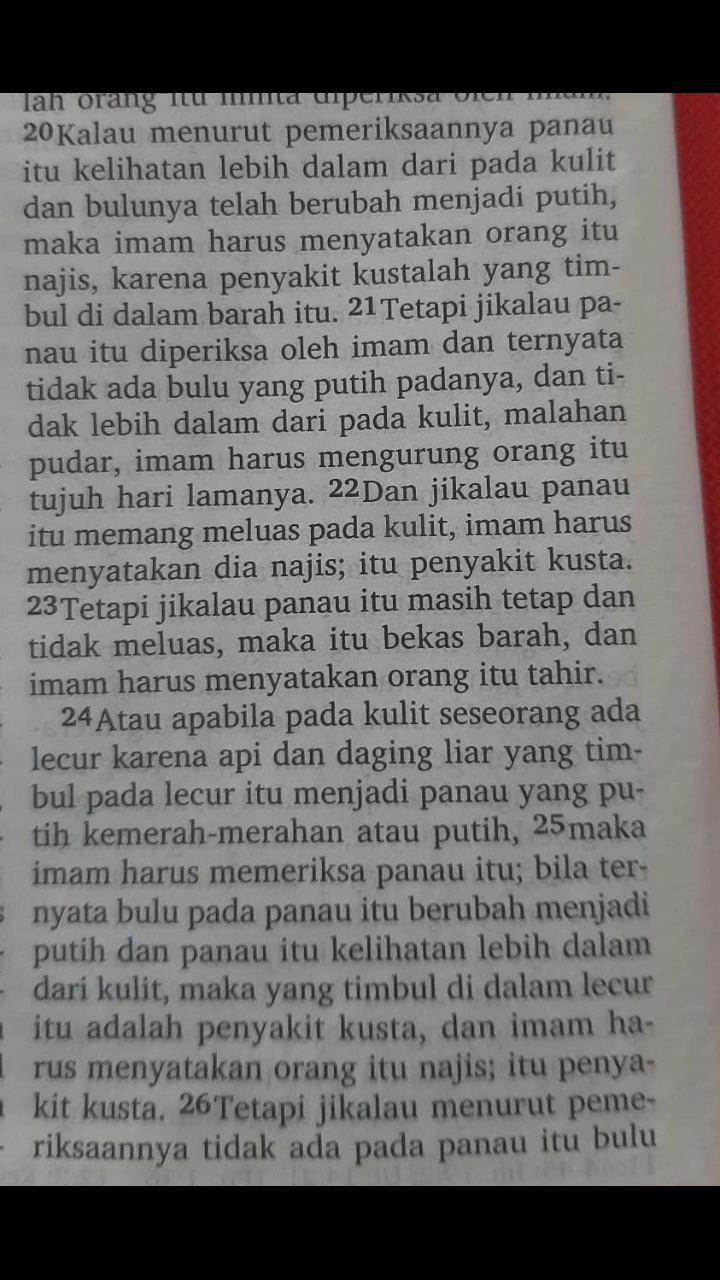 lah orang itu minta diperiksa oleh imam.
20Kalau menurut pemeriksaannya panau
itu kelihatan lebih dalam dari pada kulit
dan bulunya telah berubah menjadi putih,
maka imam harus menyatakan orang itu
najis, karena penyakit kustalah yang tim-
bul di dalam barah itu. 21Tetapi jikalau pa-
nau itu diperiksa oleh imam dan ternyata
tidak ada bulu yang putih padanya, dan ti-
dak lebih dalam dari pada kulit, malahan
pudar, imam harus mengurung orang itu
tujuh hari lamanya. 22Dan jikalau panau
itu memang meluas pada kulit, imam harus
menyatakan dia najis; itu penyakit kusta.
23Tetapi jikalau panau itu masih tetap dan
tidak meluas, maka itu bekas barah, dan
imam harus menyatakan orang itu tahir.
24Atau apabila pada kulit seseorang ada
lecur karena api dan daging liar yang tim-
bul pada lecur itu menjadi panau yang pu-
tih kemerah-merahan atau putih, 25maka
imam harus memeriksa panau itu; bila ter-
nyata bulu pada panau itu berubah menjadi
putih dan panau itu kelihatan lebih dalam
dari kulit, maka yang timbul di dalam lecur
itu adalah penyakit kusta, dan imam ha-
rus menyatakan orang itu najis; itu penya-
kit kusta. 26Tetapi jikalau menurut peme-
riksaannya tidak ada pada panau itu bulu